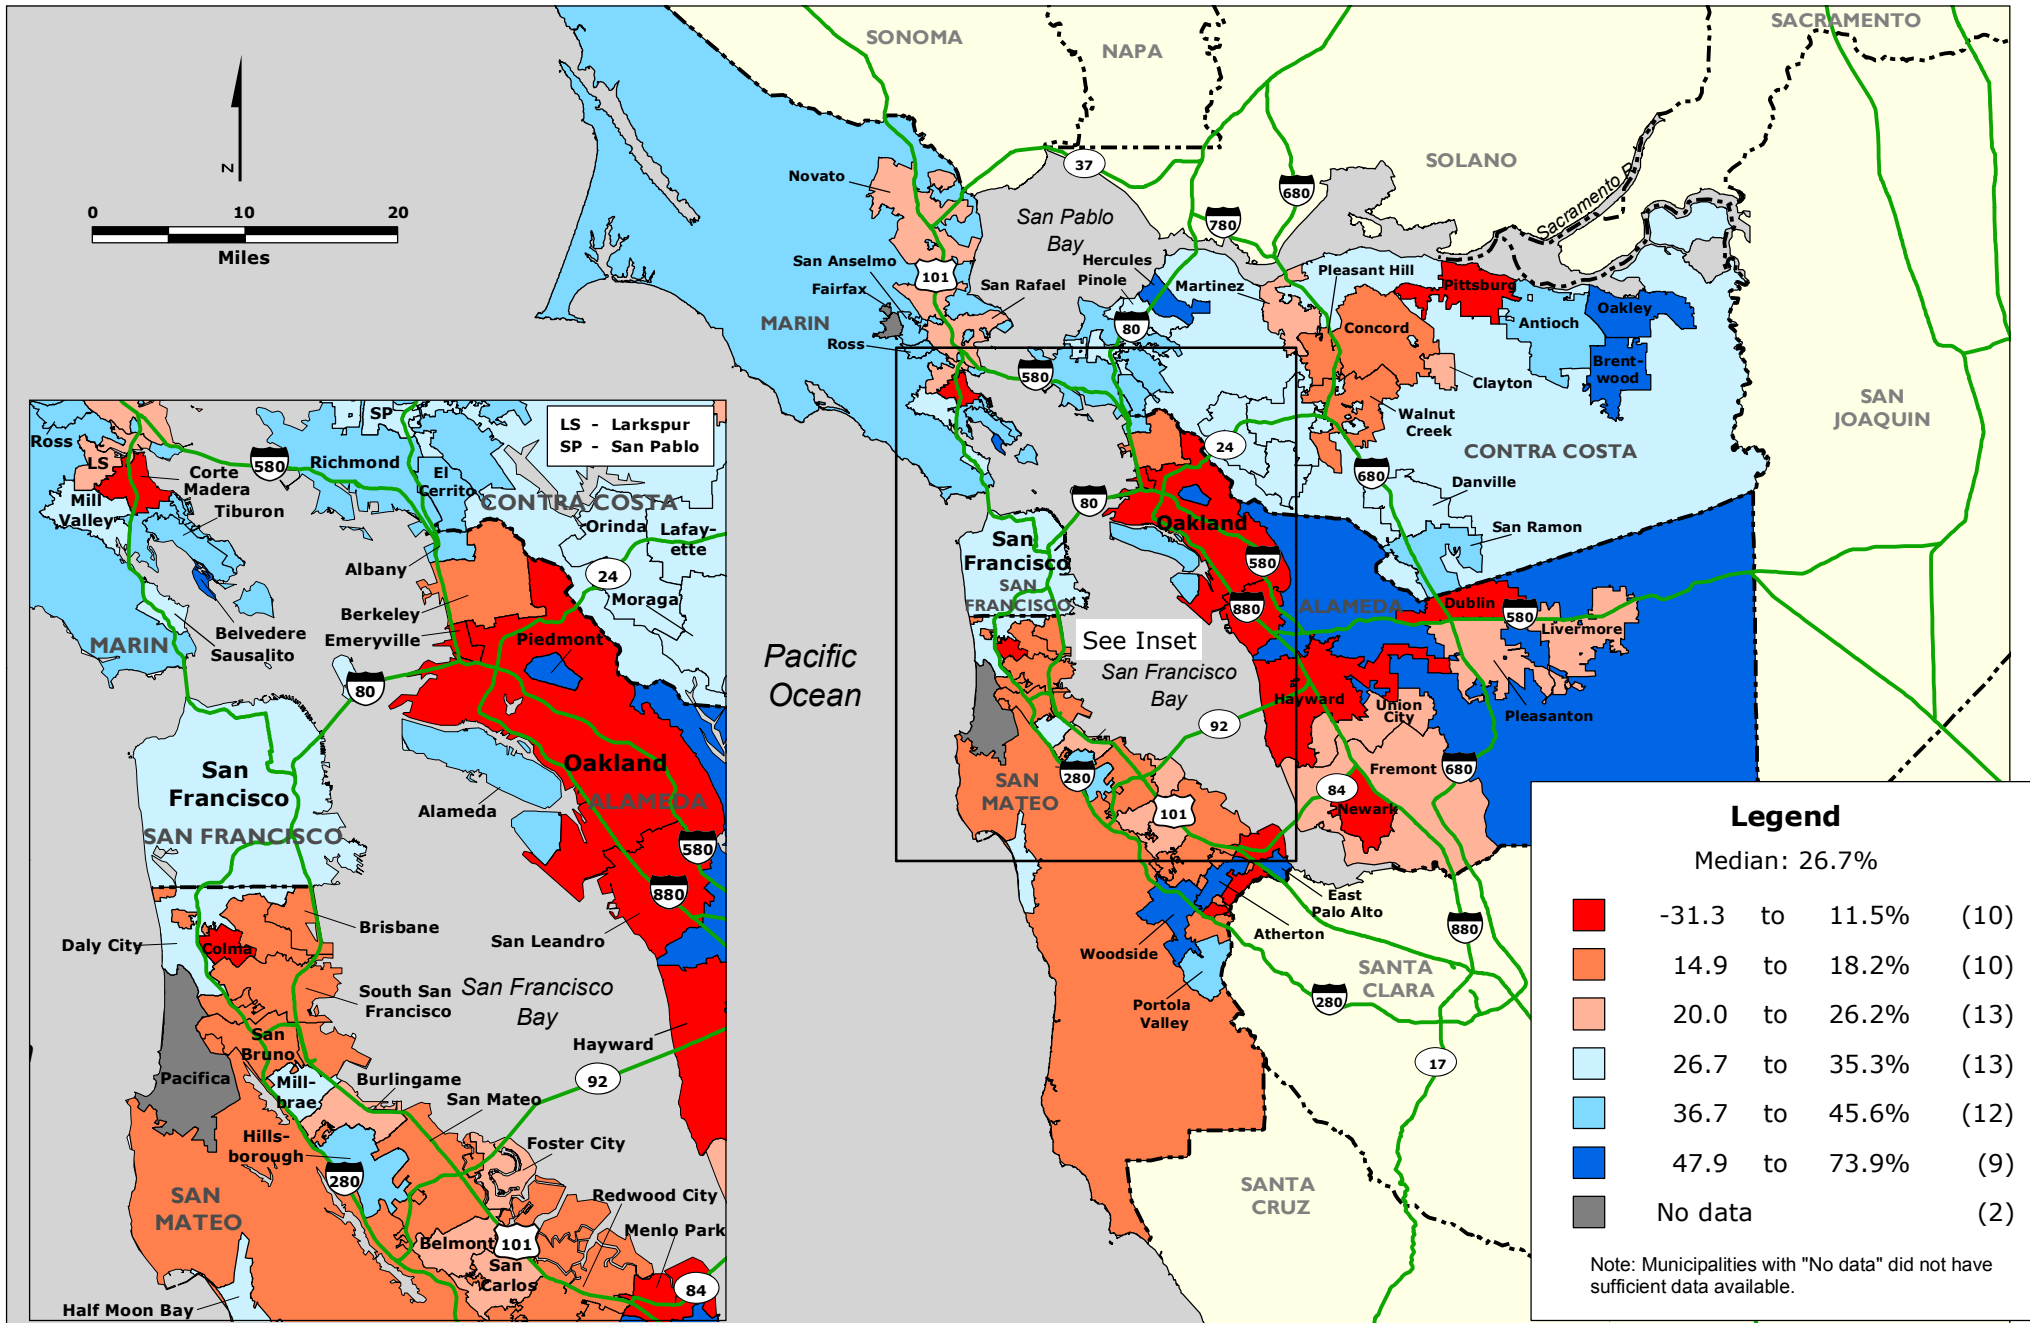 SONOMA
NAPA
SACRAMENTO
SOLANO
Sacramento R.
37
680
780
N
0 10 20
Miles
Novato
San Pablo
Bay
San Anselmo
Fairfax
MARIN
Ross
101
San Rafael
Hercules
Pinole
Martinez
Pleasant Hill
Pittsburg
Antioch
Oakley
Brent-
wood
Concord
Clayton
Walnut
Creek
80
580
24
CONTRA COSTA
680
Danville
San Ramon
SAN
JOAQUIN
80
Oakland
580
880
San
Francisco
SAN
FRANCISCO
See Inset
San Francisco
Bay
Pacific
Ocean
ALAMEDA
Dublin
580
Livermore
Pleasanton
Hayward
Union
City
Fremont
680
84
Newark
92
280
101
SAN
MATEO
East
Palo Alto
Atherton
Woodside
Portola
Valley
880
280
SANTA
CLARA
17
SANTA
CRUZ
LS - Larkspur
SP - San Pablo
SP
Ross
LS
580
Richmond
El
Cerrito
Corte
Madera
Tiburon
Mill
Valley
CONTRA COSTA
Orinda
Lafay-
ette
24
Moraga
Albany
Berkeley
Emeryville
Piedmont
Belvedere
Sausalito
MARIN
80
Oakland
ALAMEDA
Alameda
San
Francisco
SAN FRANCISCO
580
880
Brisbane
Daly City
Colma
San Leandro
South San
Francisco
San Francisco
Bay
San
Bruno
Hayward
92
Pacifica
Mill-
brae
Burlingame
San Mateo
Hills-
borough
280
Foster City
SAN
MATEO
Redwood City
Menlo Park
Belmont
101
San
Carlos
84
Half Moon Bay
Legend
Median: 26.7%
-31.3 to 11.5% (10)
14.9 to 18.2% (10)
20.0 to 26.2% (13)
26.7 to 35.3% (13)
36.7 to 45.6% (12)
47.9 to 73.9% (9)
No data (2)
Note: Municipalities with "No data" did not have
sufficient data available.